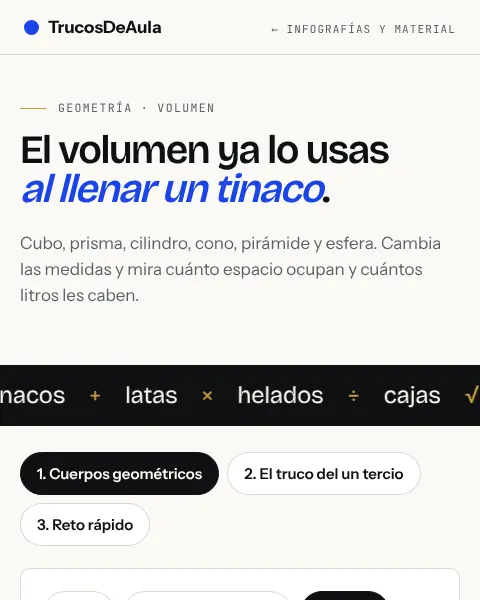 TrucosDeAula
← INFOGRAFÍAS Y MATERIAL
GEOMETRÍA · VOLUMEN
El volumen ya lo usas
al llenar un tinaco.
Cubo, prisma, cilindro, cono, pirámide y esfera. Cambia
las medidas y mira cuánto espacio ocupan y cuántos
litros les caben.
nacos + latas × helados ÷ cajas √
1. Cuerpos geométricos
2. El truco del un tercio
3. Reto rápido